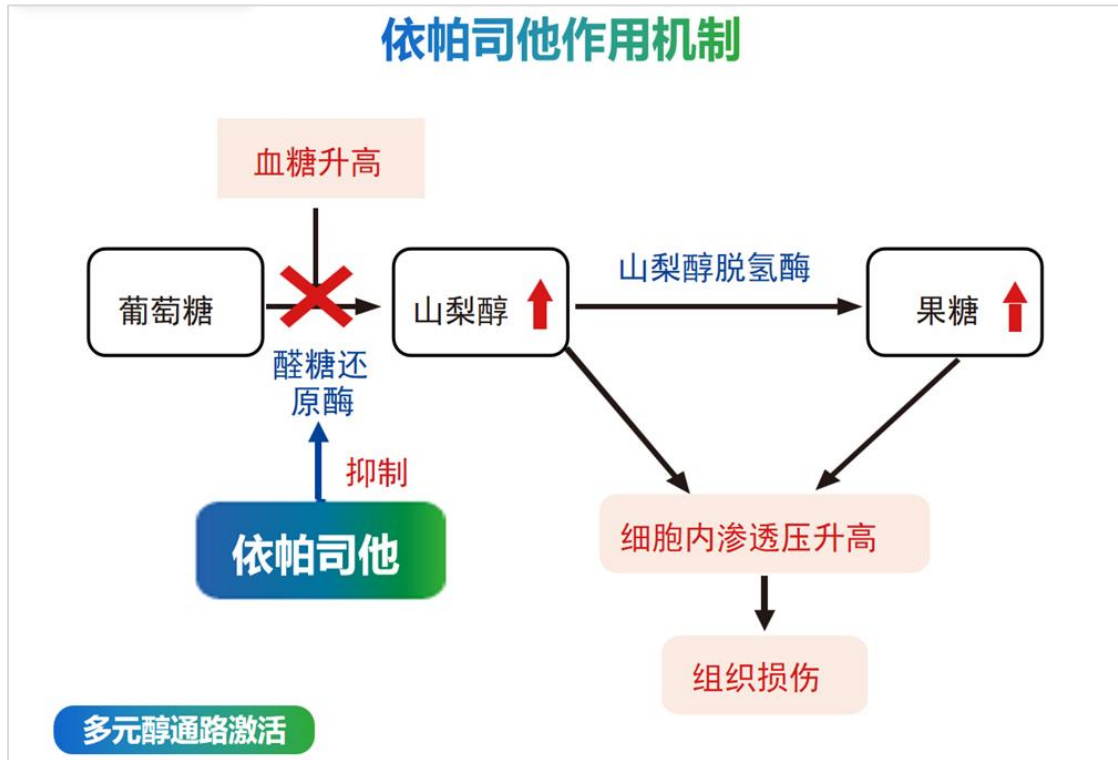 依帕司他作用机制
血糖升高
葡萄糖
山梨醇
山梨醇脱氢酶
果糖
醛糖还
原酶
抑制
依帕司他
细胞内渗透压升高
组织损伤
多元醇通路激活